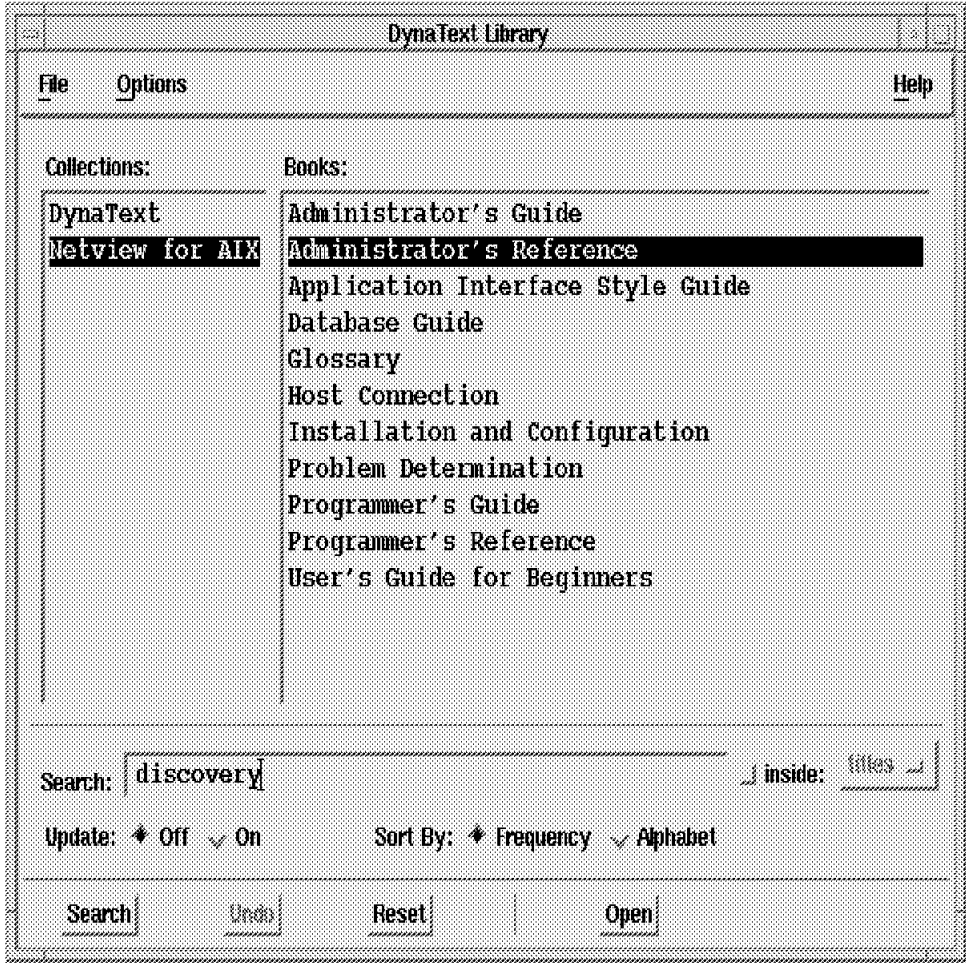 DynaText Library
File Options Help
Collections: Books:
DynaText
Netview for AIX
Administrator's Guide
Administrator's Reference
Application Interface Style Guide
Database Guide
Glossary
Host Connection
Installation and Configuration
Problem Determination
Programmer's Guide
Programmer's Reference
User's Guide for Beginners
Search: discovery inside: titles
Update: Off On Sort By: Frequency Alphabet
Search Undo Reset Open